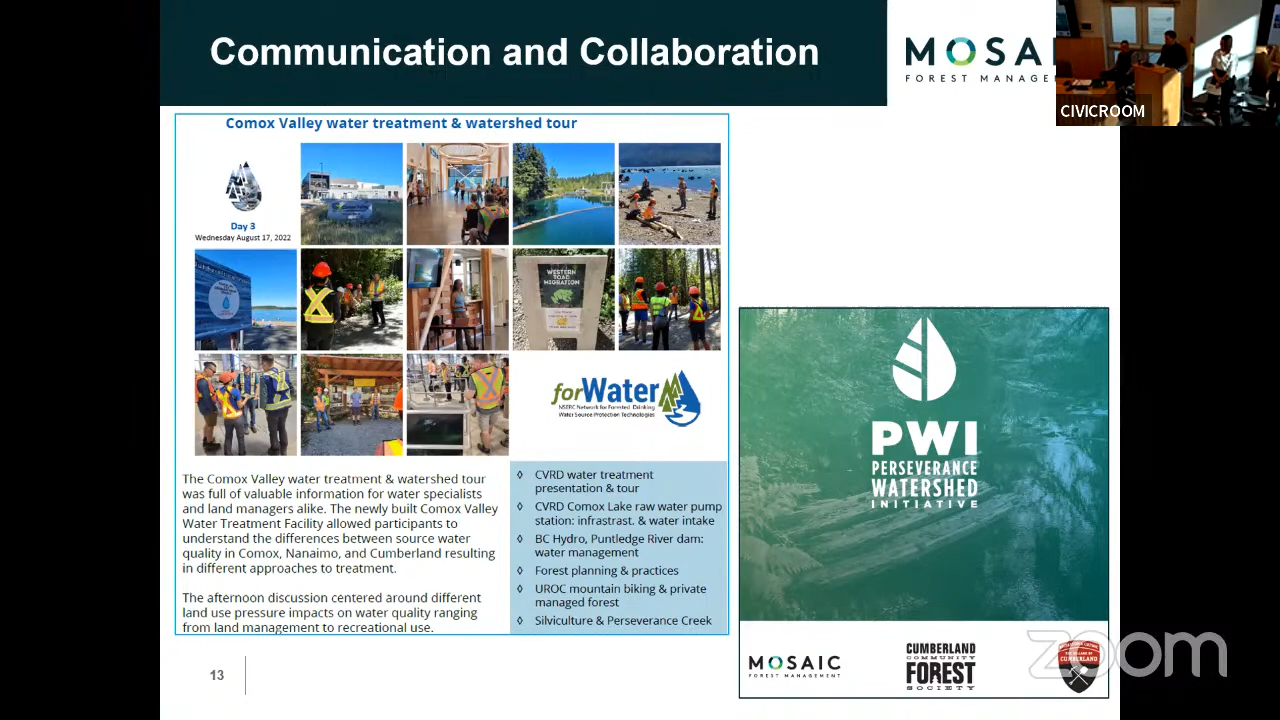 Communication and Collaboration
MOSA
FOREST MANAGE
CIVICROOM
Comox Valley water treatment & watershed tour
Day 3
Wednesday August 17, 2022
WESTERN
TOAD
MIGRATION
forWater
NSERC Network for Forested Drinking
Water Source Protection Technologies
The Comox Valley water treatment & watershed tour
was full of valuable information for water specialists
and land managers alike. The newly built Comox Valley
Water Treatment Facility allowed participants to
understand the differences between source water
quality in Comox, Nanaimo, and Cumberland resulting
in different approaches to treatment.
The afternoon discussion centered around different
land use pressure impacts on water quality ranging
from land management to recreational use.
◊ CVRD water treatment
presentation & tour
◊ CVRD Comox Lake raw water pump
station: infrastrast. & water intake
◊ BC Hydro, Puntledge River dam:
water management
◊ Forest planning & practices
◊ UROC mountain biking & private
managed forest
◊ Silviculture & Perseverance Creek
PWI
PERSEVERANCE
WATERSHED
INITIATIVE
MOSAIC
FOREST MANAGEMENT
CUMBERLAND
COMMUNITY
FOREST
SOCIETY
CUMBERLAND
zoom
13